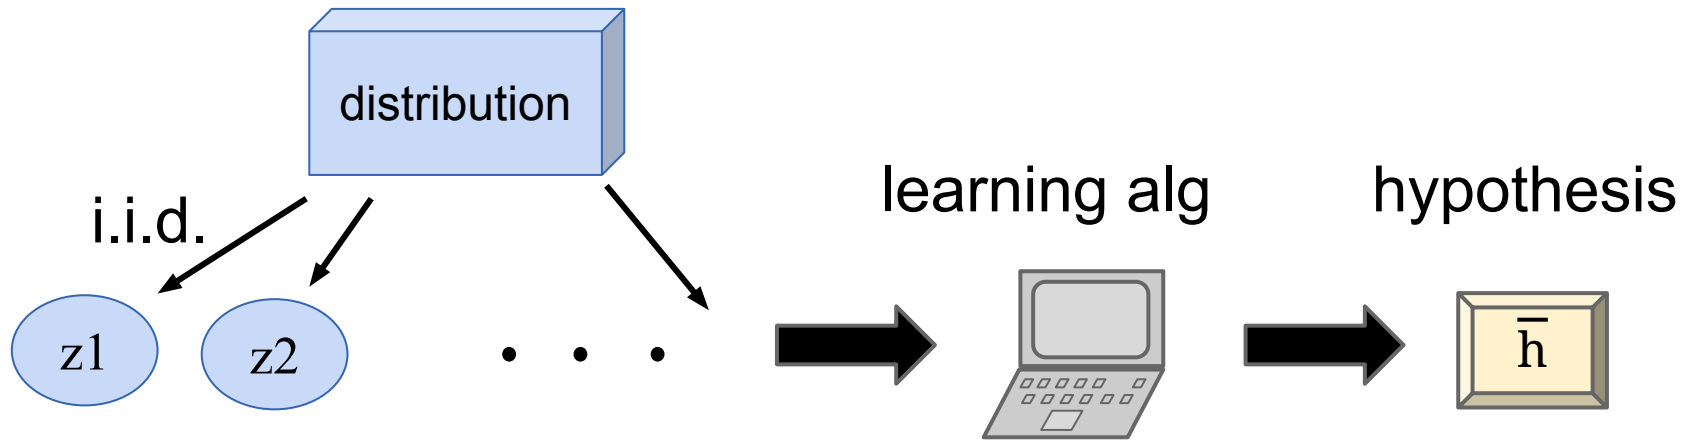 distribution
i.i.d.
z1
z2
. . .
learning alg
hypothesis
h̅